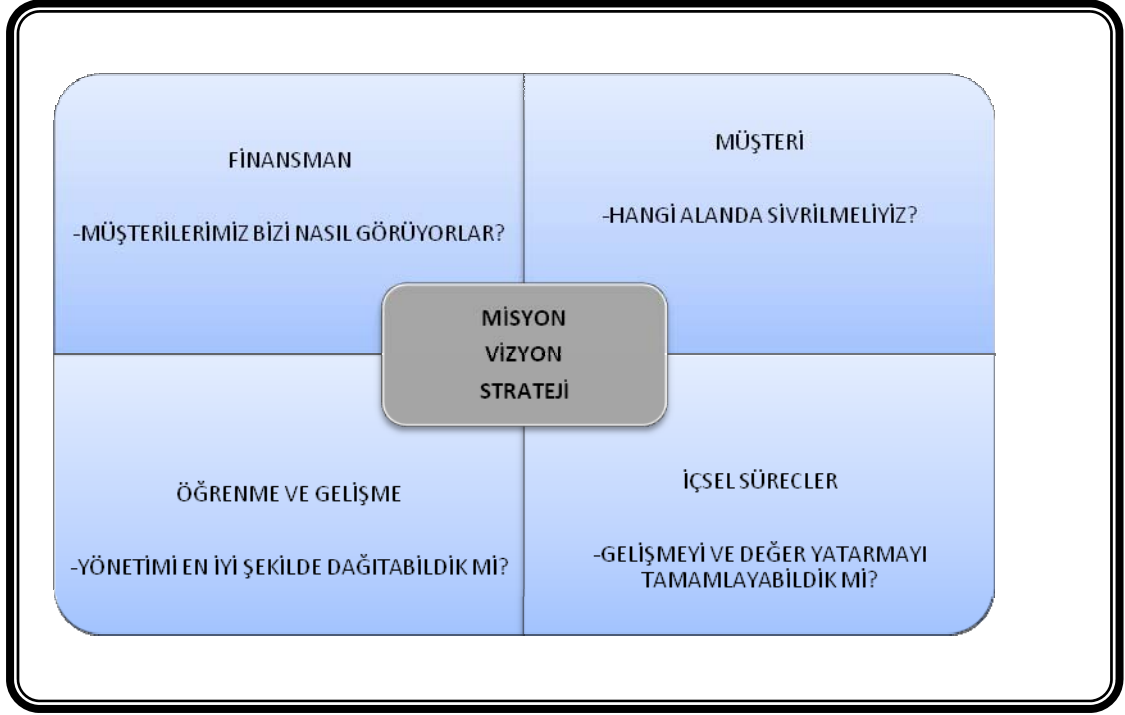 FİNANSMAN
-MÜŞTERİLERİMİZ BİZİ NASIL GÖRÜYORLAR?
MÜŞTERİ
-HANGİ ALANDA SİVRİLMELİYİZ?
MİSYON
VİZYON
STRATEJİ
ÖĞRENME VE GELİŞME
-YÖNETİMİ EN İYİ ŞEKİLDE DAĞITABİLDİK Mİ?
İÇSEL SÜRECLER
-GELİŞMEYİ VE DEĞER YATARMAYI
TAMAMLAYABİLDİK Mİ?